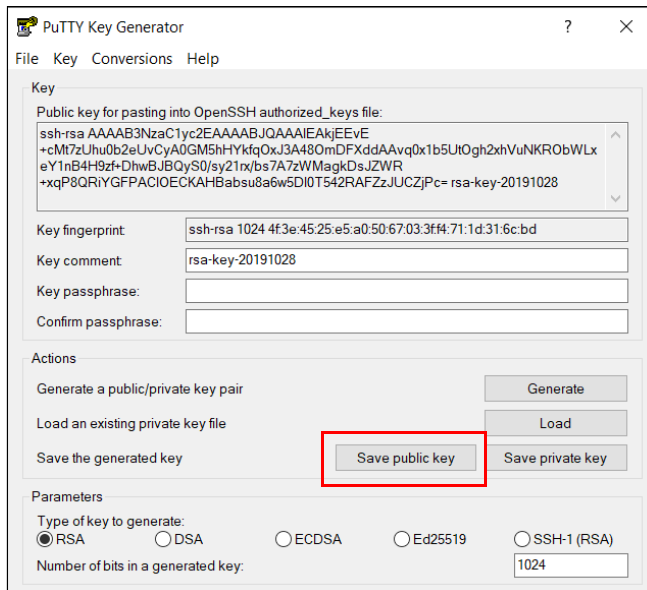 PuTTY Key Generator
File Key Conversions Help
Key
Public key for pasting into OpenSSH authorized_keys file:
ssh-rsa AAAAB3NzaC1yc2EAAAABJQAAAIEAkjEEvE
+cMt7zUhu0b2eUvCyA0GM5hHYkfqOxJ3A48OmDFXddAAvq0x1b5UtOgh2xhVuNKRObWLx
eY1nB4H9zf+DhwBJBQyS0/sy21rx/bs7A7zWMagkDsJZWR
+xqP8QRiYGFPACIOECKAHBabsu8a6w5DI0T542RAFZzJUCZjPc= rsa-key-20191028
Key fingerprint: ssh-rsa 1024 4f:3e:45:25:e5:a0:50:67:03:3f:f4:71:1d:31:6c:bd
Key comment: rsa-key-20191028
Key passphrase:
Confirm passphrase:
Actions
Generate a public/private key pair Generate
Load an existing private key file Load
Save the generated key Save public key Save private key
Parameters
Type of key to generate:
RSA DSA ECDSA Ed25519 SSH-1 (RSA)
Number of bits in a generated key: 1024